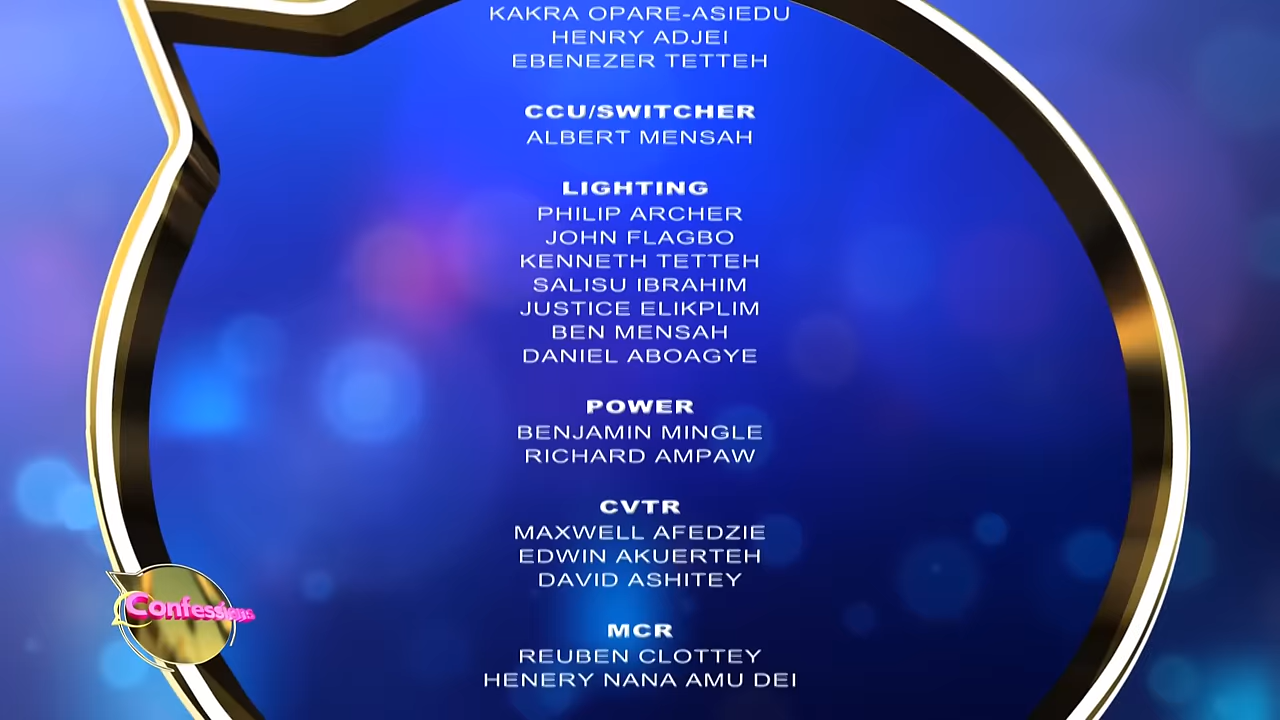 KAKRA OPARE-ASIEDU
HENRY ADJEI
EBENEZER TETTEH
CCU/SWITCHER
ALBERT MENSAH
LIGHTING
PHILIP ARCHER
JOHN FLAGBO
KENNETH TETTEH
SALISU IBRAHIM
JUSTICE ELIKPLIM
BEN MENSAH
DANIEL ABOAGYE
POWER
BENJAMIN MINGLE
RICHARD AMPAW
CVTR
MAXWELL AFEDZIE
EDWIN AKUERTEH
DAVID ASHITEY
Confessions
MCR
REUBEN CLOTTEY
HENERY NANA AMU DEI